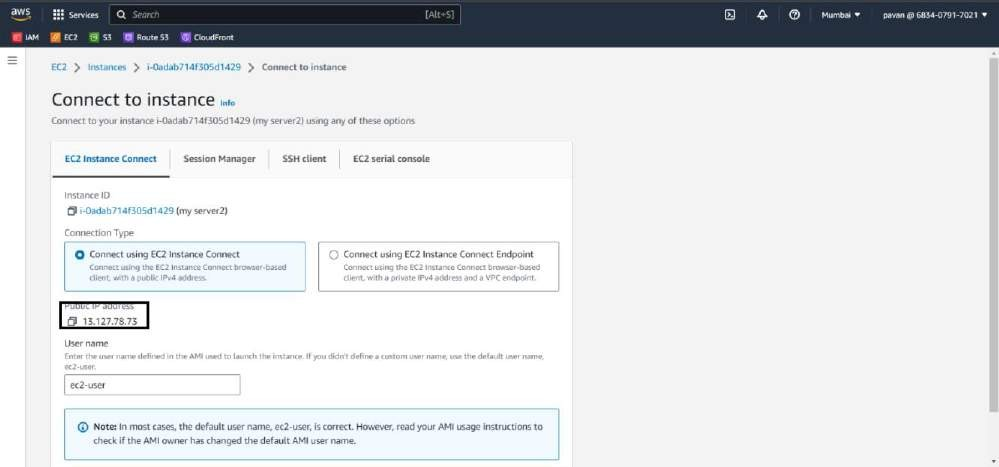 aws Services Search [Alt+S] Mumbai pavan @ 6834-0791-7021
IAM EC2 S3 Route 53 CloudFront
EC2 > Instances > i-0adab714f305d1429 > Connect to instance
Connect to instance Info
Connect to your instance i-0adab714f305d1429 (my server2) using any of these options
EC2 Instance Connect Session Manager SSH client EC2 serial console
Instance ID
i-0adab714f305d1429 (my server2)
Connection Type
Connect using EC2 Instance Connect
Connect using the EC2 Instance Connect browser-based
client, with a public IPv4 address.
Connect using EC2 Instance Connect Endpoint
Connect using the EC2 Instance Connect browser-based
client, with a private IPv4 address and a VPC endpoint.
Public IP address
13.127.78.73
User name
Enter the user name defined in the AMI used to launch the instance. If you didn't define a custom user name, use the default user name,
ec2-user.
ec2-user
Note: In most cases, the default user name, ec2-user, is correct. However, read your AMI usage instructions to
check if the AMI owner has changed the default AMI user name.